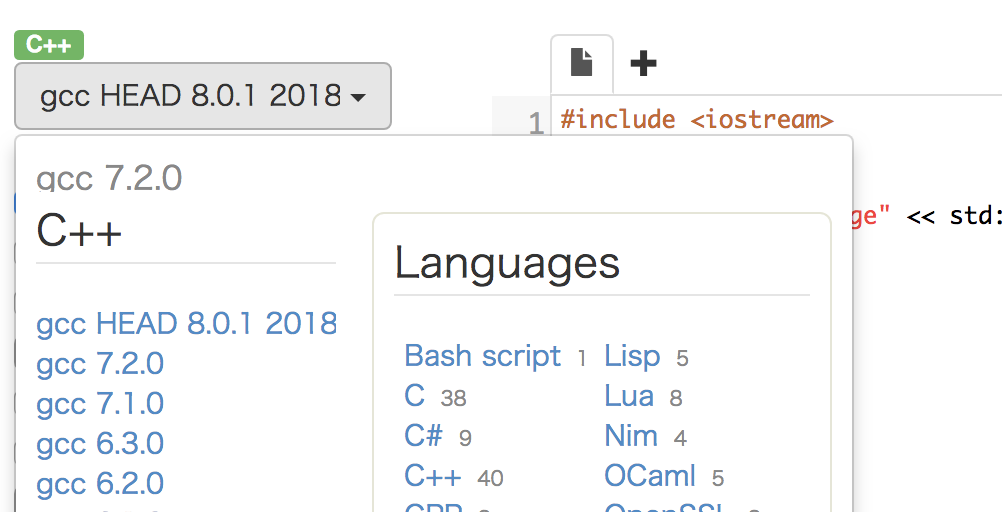 C++
gcc HEAD 8.0.1 2018
1 #include <iostream>
gcc 7.2.0
ge" << std:
C++
gcc HEAD 8.0.1 2018
gcc 7.2.0
gcc 7.1.0
gcc 6.3.0
gcc 6.2.0
Languages
Bash script 1
C 38
C# 9
C++ 40
CPP
Lisp 5
Lua 8
Nim 4
OCaml 5
OpenSSL